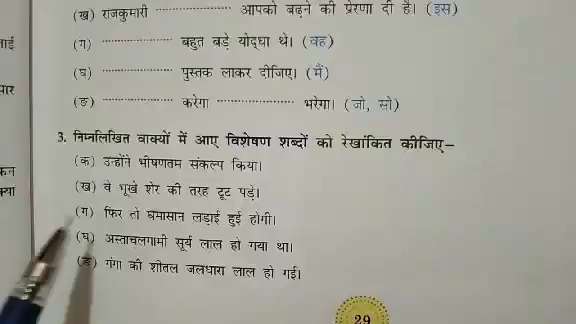 (ख) राजकुमारी ........................ आपको बढ़ने की प्रेरणा दी है। (इस)
(ग) ........................ बहुत बड़े योद्धा थे। (वह)
(घ) ........................ पुस्तक लाकर दीजिए। (मैं)
(ङ) ........................ करेगा ........................ भरेगा। (जो, सो)
3. निम्नलिखित वाक्यों में आए विशेषण शब्दों को रेखांकित कीजिए–
(क) उन्होंने भीषणतम संकल्प किया।
(ख) वे भूखे शेर की तरह टूट पड़े।
(ग) फिर तो घमासान लड़ाई हुई होगी।
(घ) अस्ताचलगामी सूर्य लाल हो गया था।
(ङ) गंगा की शीतल जलधारा लाल हो गई।
29